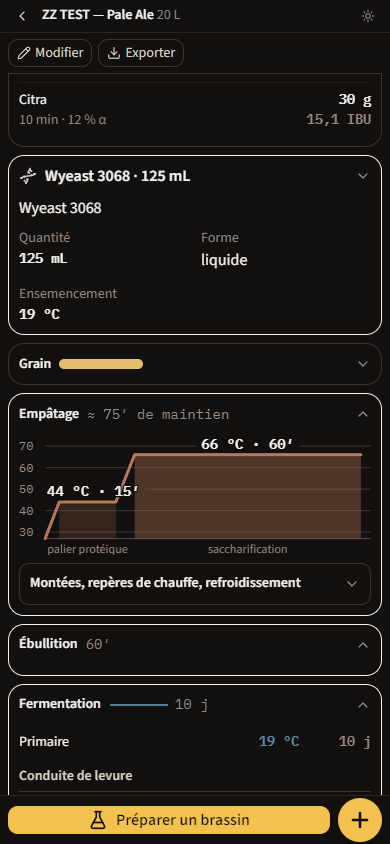 ZZ TEST — Pale Ale 20 L
Modifier Exporter
Citra 30 g
10 min · 12 % α 15,1 IBU
Wyeast 3068 · 125 mL
Wyeast 3068
Quantité Forme
125 mL liquide
Ensemencement
19 °C
Grain
Empâtage ≈ 75′ de maintien
70
66 °C · 60′
60
50
44 °C · 15′
40
30
palier protéique saccharification
Montées, repères de chauffe, refroidissement
Ébullition 60′
Fermentation 10 j
Primaire 19 °C 10 j
Conduite de levure
Préparer un brassin